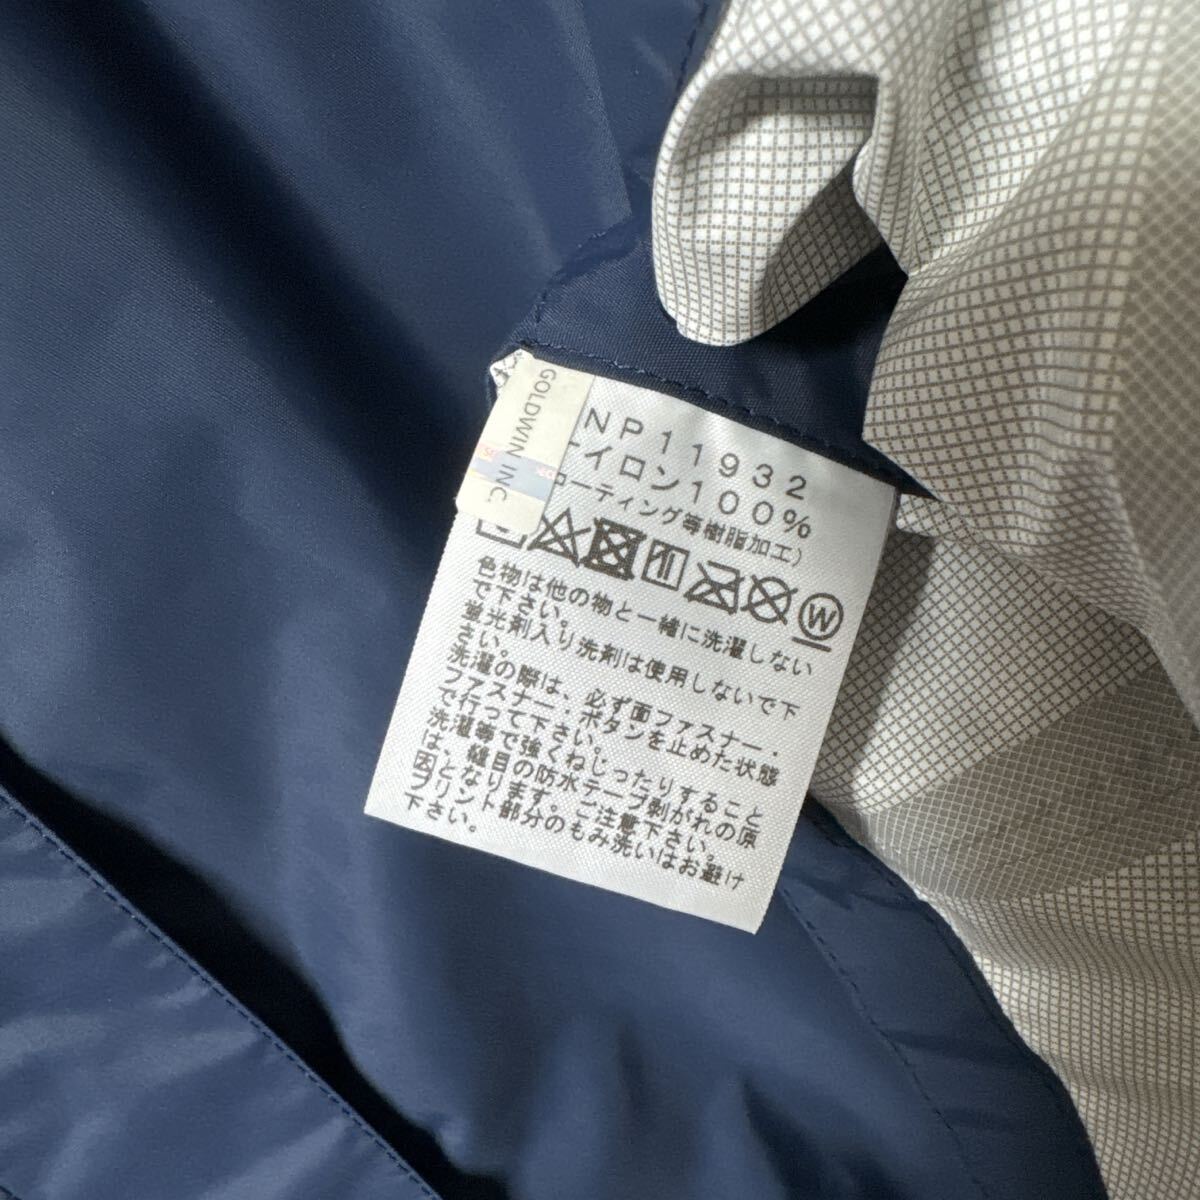 GOLDWIN INC.
NP11932
ナイロン100%
コーティング等樹脂加工)
W
色物は他の物と一緒に洗濯しない
で下さい。
蛍光剤入り洗剤は使用しないで下
さい。
洗濯の際は、必ず面ファスナー・
ファスナー・ボタンを止めた状態
で行って下さい。
洗濯等で強くねじったりすること
は、縫目の防水テープ剥がれの原
因となります。ご注意下さい。
プリント部分のもみ洗いはお避け
下さい。